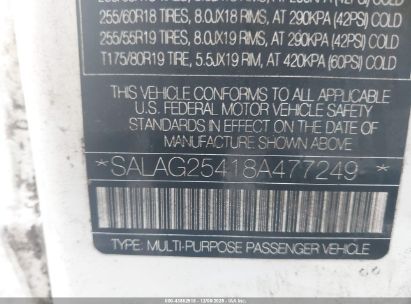 255/60R18 TIRES, 8.0JX18 RIMS, AT 290KPA (42PSI) COLD
255/55R19 TIRES, 8.0JX19 RIMS, AT 290KPA (42PSI) COLD
T175/80R19 TIRE, 5.5JX19 RIM, AT 420KPA (60PSI) COLD
THIS VEHICLE CONFORMS TO ALL APPLICABLE
U.S. FEDERAL MOTOR VEHICLE SAFETY
STANDARDS IN EFFECT ON THE DATE OF
MANUFACTURE SHOWN ABOVE
*SALAG25418A477249*
TYPE: MULTI-PURPOSE PASSENGER VEHICLE